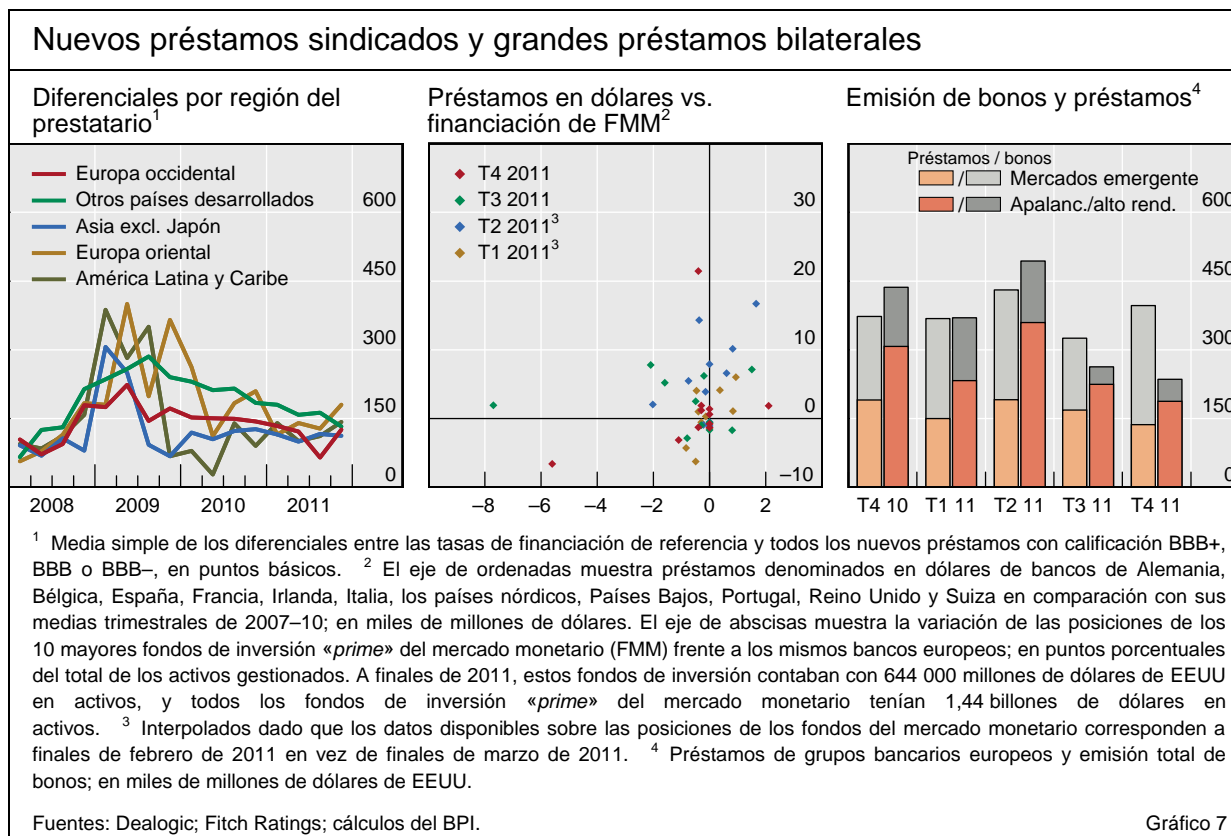 Nuevos préstamos sindicados y grandes préstamos bilaterales
Diferenciales por región del
prestatario1
Europa occidental
Otros países desarrollados
Asia excl. Japón
Europa oriental
América Latina y Caribe
600
450
300
150
0
2008 2009 2010 2011
Préstamos en dólares vs.
financiación de FMM2
T4 2011
T3 2011
T2 20113
T1 20113
30
20
10
0
–10
–8 –6 –4 –2 0 2
Emisión de bonos y préstamos4
Préstamos / bonos
/ Mercados emergente
/ Apalanc./alto rend.
600
450
300
150
0
T4 10 T1 11 T2 11 T3 11 T4 11
1 Media simple de los diferenciales entre las tasas de financiación de referencia y todos los nuevos préstamos con calificación BBB+,
BBB o BBB–, en puntos básicos. 2 El eje de ordenadas muestra préstamos denominados en dólares de bancos de Alemania,
Bélgica, España, Francia, Irlanda, Italia, los países nórdicos, Países Bajos, Portugal, Reino Unido y Suiza en comparación con sus
medias trimestrales de 2007–10; en miles de millones de dólares. El eje de abscisas muestra la variación de las posiciones de los
10 mayores fondos de inversión «prime» del mercado monetario (FMM) frente a los mismos bancos europeos; en puntos porcentuales
del total de los activos gestionados. A finales de 2011, estos fondos de inversión contaban con 644 000 millones de dólares de EEUU
en activos, y todos los fondos de inversión «prime» del mercado monetario tenían 1,44 billones de dólares en
activos. 3 Interpolados dado que los datos disponibles sobre las posiciones de los fondos del mercado monetario corresponden a
finales de febrero de 2011 en vez de finales de marzo de 2011. 4 Préstamos de grupos bancarios europeos y emisión total de
bonos; en miles de millones de dólares de EEUU.
Fuentes: Dealogic; Fitch Ratings; cálculos del BPI. Gráfico 7